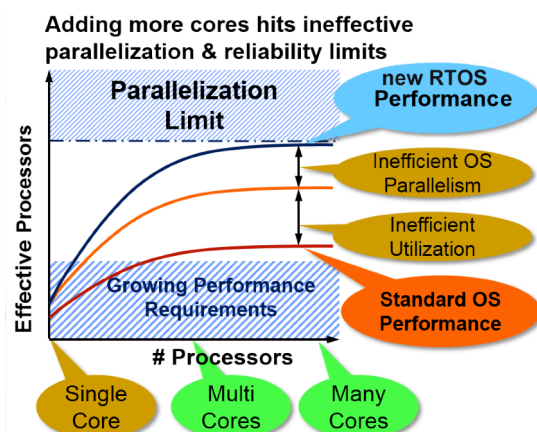 Adding more cores hits ineffective
parallelization & reliability limits
Parallelization
Limit
new RTOS
Performance
Inefficient OS
Parallelism
Inefficient
Utilization
Effective Processors
Growing Performance
Requirements
Standard OS
Performance
# Processors
Single
Core
Multi
Cores
Many
Cores